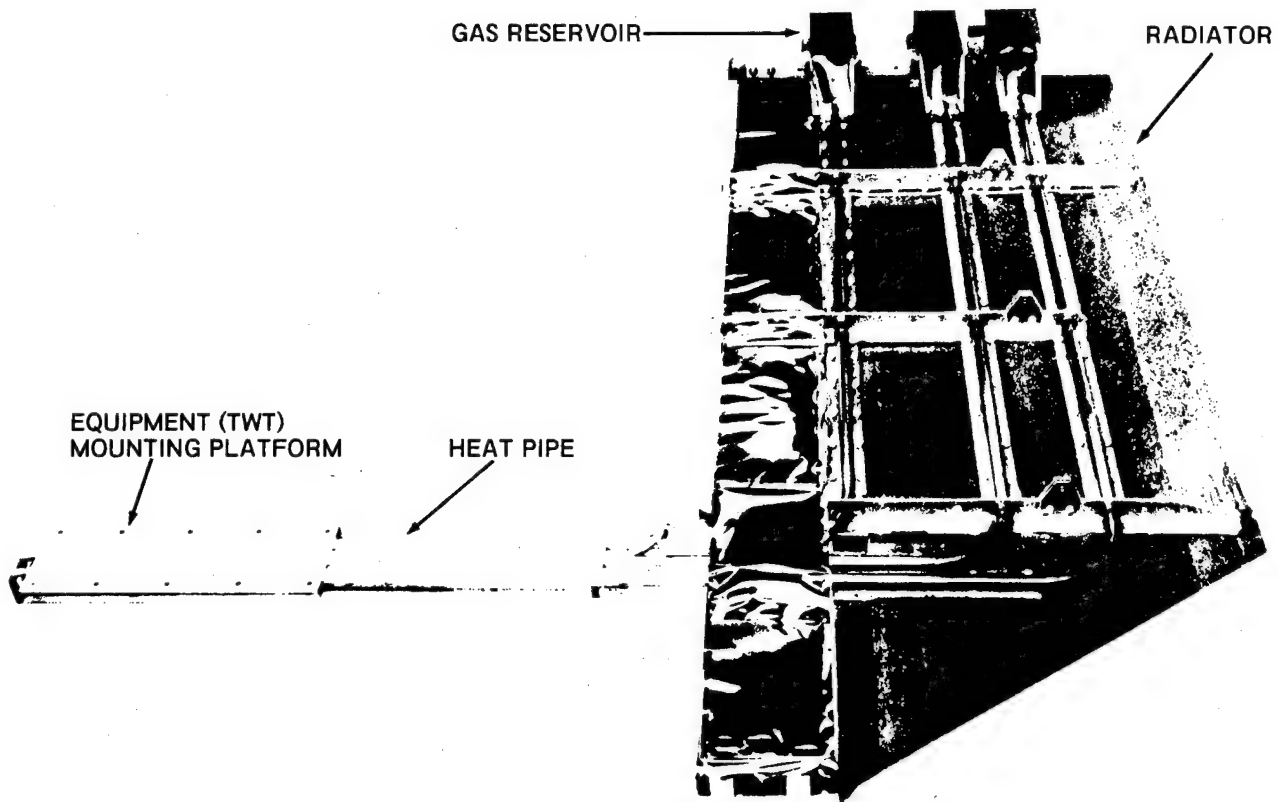 GAS RESERVOIR
RADIATOR
EQUIPMENT (TWT)
MOUNTING PLATFORM
HEAT PIPE